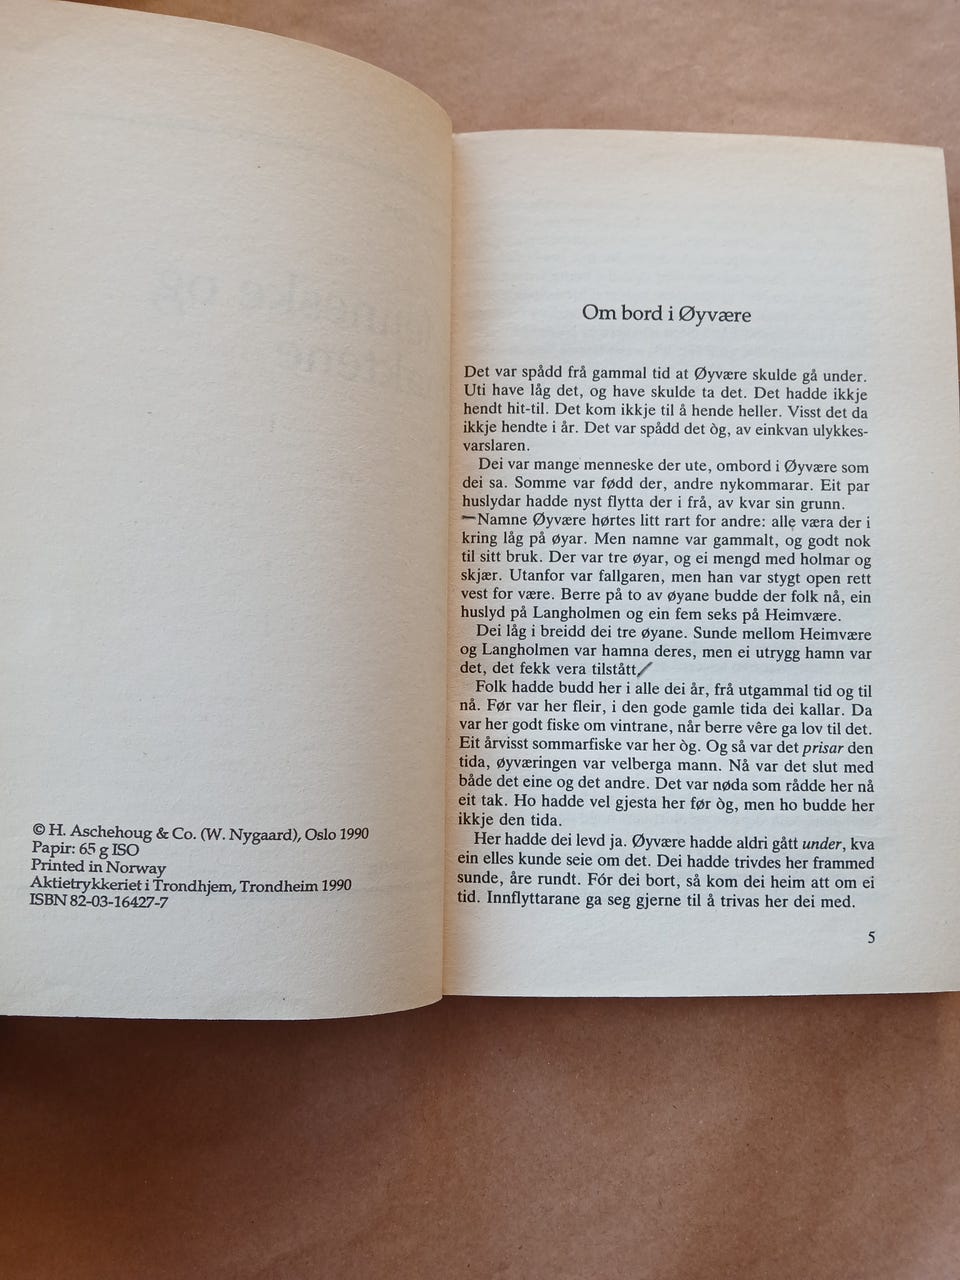 © H. Aschehoug & Co. (W. Nygaard), Oslo 1990
Papir: 65 g ISO
Printed in Norway
Aktietrykkeriet i Trondhjem, Trondheim 1990
ISBN 82-03-16427-7
Om bord i Øyvære
Det var spådd frå gammal tid at Øyvære skulde gå under.
Uti have låg det, og have skulde ta det. Det hadde ikkje
hendt hit-til. Det kom ikkje til å hende heller. Visst det da
ikkje hendte i år. Det var spådd det òg, av einkvan ulykkes-
varslaren.
Dei var mange menneske der ute, ombord i Øyvære som
dei sa. Somme var fødd der, andre nykommarar. Eit par
huslydar hadde nyst flytta der i frå, av kvar sin grunn.
Namne Øyvære hørtes litt rart for andre: alle væra der i
kring låg på øyar. Men namne var gammalt, og godt nok
til sitt bruk. Der var tre øyar, og ei mengd med holmar og
skjær. Utanfor var fallgaren, men han var stygt open rett
vest for være. Berre på to av øyane budde der folk nå, ein
huslyd på Langholmen og ein fem seks på Heimvære.
Dei låg i breidd dei tre øyane. Sunde mellom Heimvære
og Langholmen var hamna deres, men ei utrygg hamn var
det, det fekk vera tilstått
Folk hadde budd her i alle dei år, frå utgammal tid og til
nå. Før var her fleir, i den gode gamle tida dei kallar. Da
var her godt fiske om vintrane, når berre vêre ga lov til det.
Eit årvisst sommarfiske var her òg. Og så var det prisar den
tida, øyværingen var velberga mann. Nå var det slut med
både det eine og det andre. Det var nøda som rådde her nå
eit tak. Ho hadde vel gjesta her før òg, men ho budde her
ikkje den tida.
Her hadde dei levd ja. Øyvære hadde aldri gått under, kva
ein elles kunde seie om det. Dei hadde trivdes her frammed
sunde, åre rundt. Fór dei bort, så kom dei heim att om ei
tid. Innflyttarane ga seg gjerne til å trivas her dei med.
5